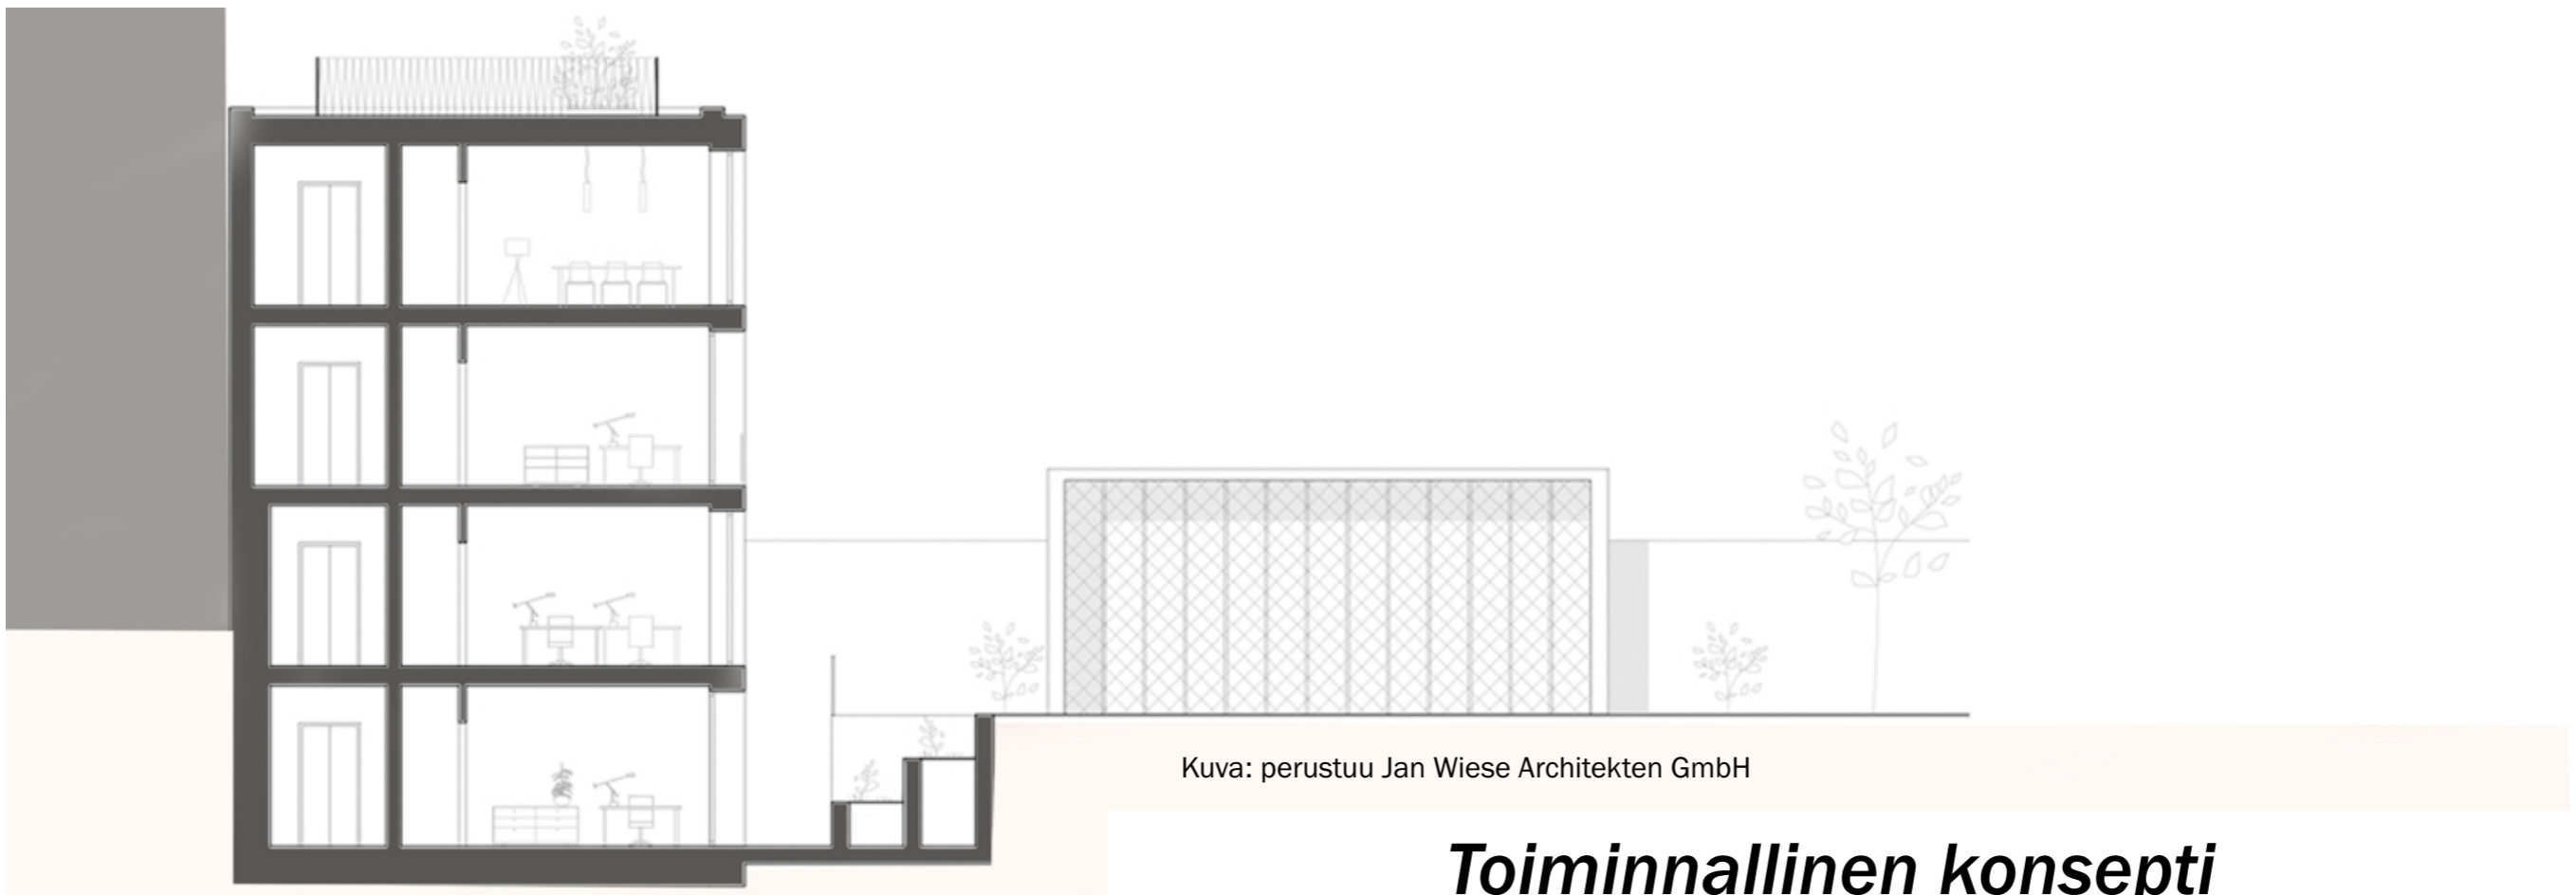 Kuva: perustuu Jan Wiese Architekten GmbH
Toiminnallinen konsepti